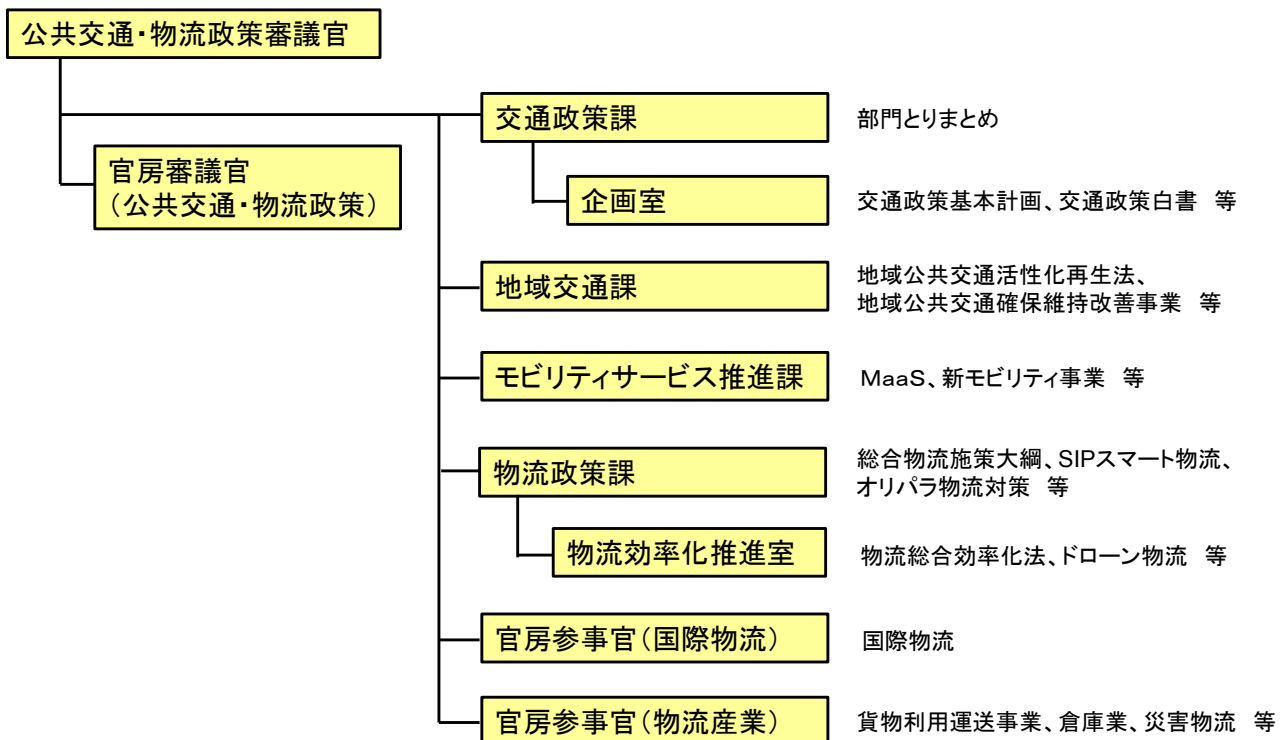 公共交通・物流政策審議官
官房審議官
（公共交通・物流政策）
交通政策課
部門とりまとめ
企画室
交通政策基本計画、交通政策白書　等
地域交通課
地域公共交通活性化再生法、
地域公共交通確保維持改善事業　等
モビリティサービス推進課
ＭaaＳ、新モビリティ事業　等
物流政策課
総合物流施策大綱、SIPスマート物流、
オリパラ物流対策　等
物流効率化推進室
物流総合効率化法、ドローン物流　等
官房参事官（国際物流）
国際物流
官房参事官（物流産業）
貨物利用運送事業、倉庫業、災害物流　等